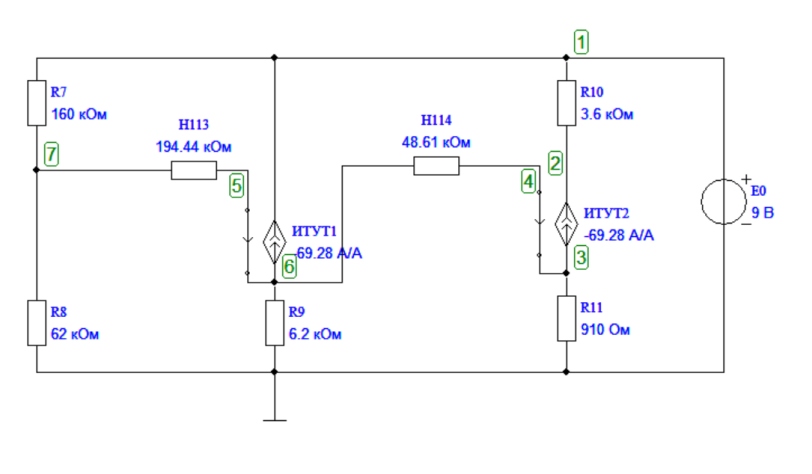 1
R7
160 кОм
R10
3.6 кОм
H113
194.44 кОм
H114
48.61 кОм
7
5
2
4
+
E0
9 В
−
ИТУТ1
-69.28 A/A
ИТУТ2
-69.28 A/A
6
3
R8
62 кОм
R9
6.2 кОм
R11
910 Ом